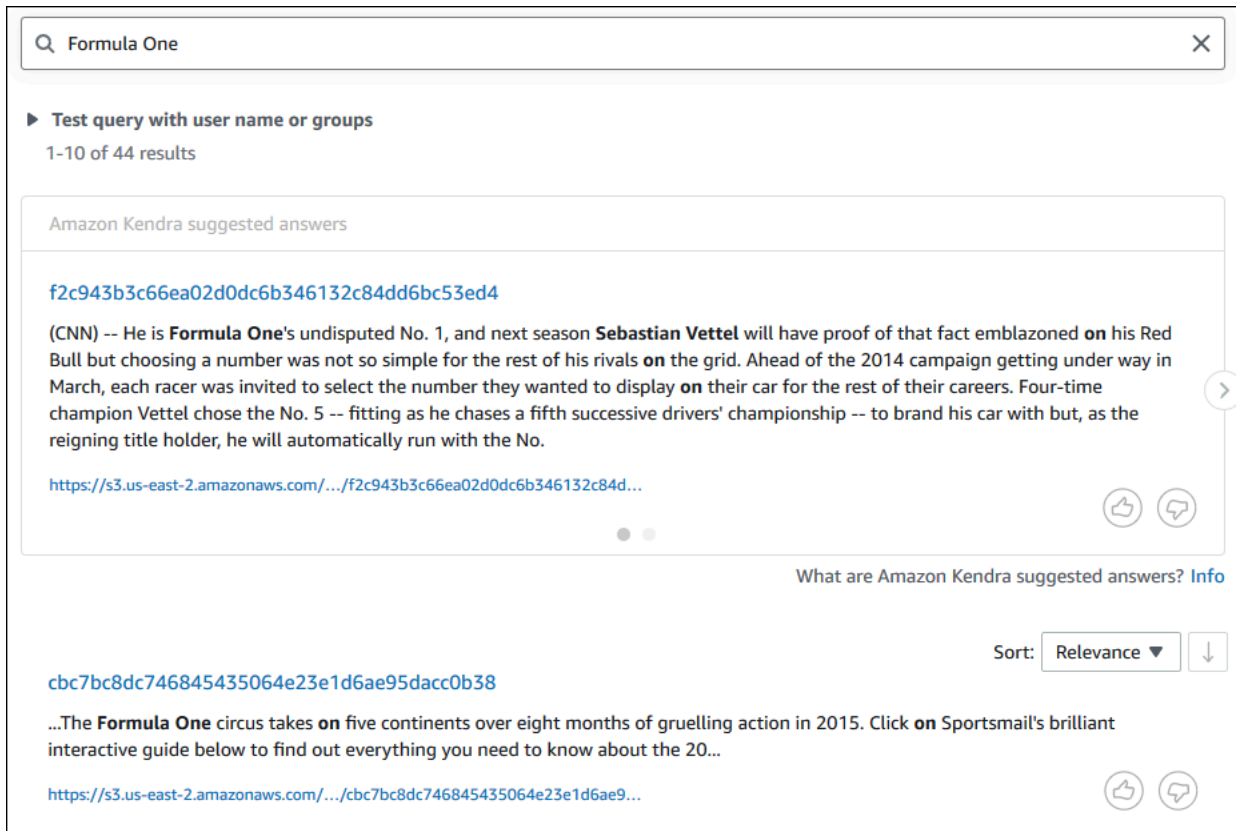 Formula One
Test query with user name or groups
1-10 of 44 results
Amazon Kendra suggested answers
f2c943b3c66ea02d0dc6b346132c84dd6bc53ed4
(CNN) -- He is Formula One's undisputed No. 1, and next season Sebastian Vettel will have proof of that fact emblazoned on his Red
Bull but choosing a number was not so simple for the rest of his rivals on the grid. Ahead of the 2014 campaign getting under way in
March, each racer was invited to select the number they wanted to display on their car for the rest of their careers. Four-time
champion Vettel chose the No. 5 -- fitting as he chases a fifth successive drivers' championship -- to brand his car with but, as the
reigning title holder, he will automatically run with the No.
https://s3.us-east-2.amazonaws.com/.../f2c943b3c66ea02d0dc6b346132c84d...
What are Amazon Kendra suggested answers? Info
Sort: Relevance
cbc7bc8dc746845435064e23e1d6ae95dacc0b38
...The Formula One circus takes on five continents over eight months of gruelling action in 2015. Click on Sportsmail's brilliant
interactive guide below to find out everything you need to know about the 20...
https://s3.us-east-2.amazonaws.com/.../cbc7bc8dc746845435064e23e1d6ae9...